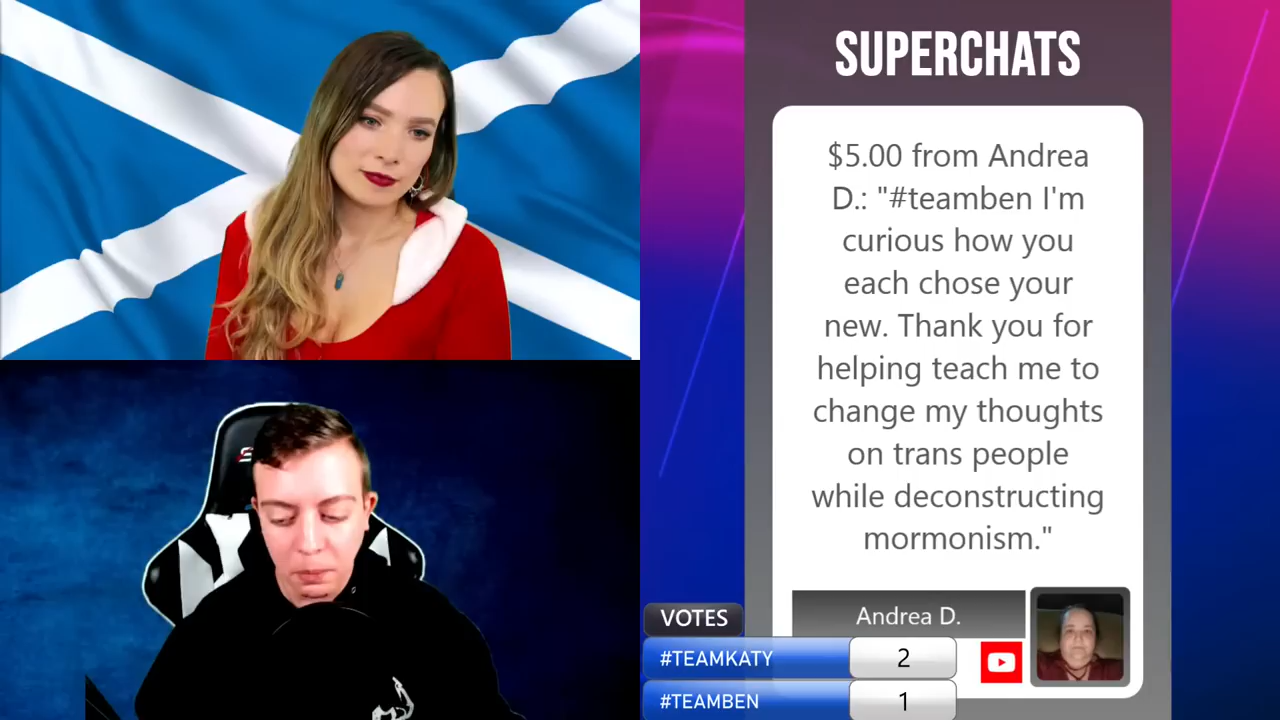 SUPERCHATS
$5.00 from Andrea
D.: "#teamben I'm
curious how you
each chose your
new. Thank you for
helping teach me to
change my thoughts
on trans people
while deconstructing
mormonism."
Andrea D.
VOTES
#TEAMKATY 2
#TEAMBEN 1